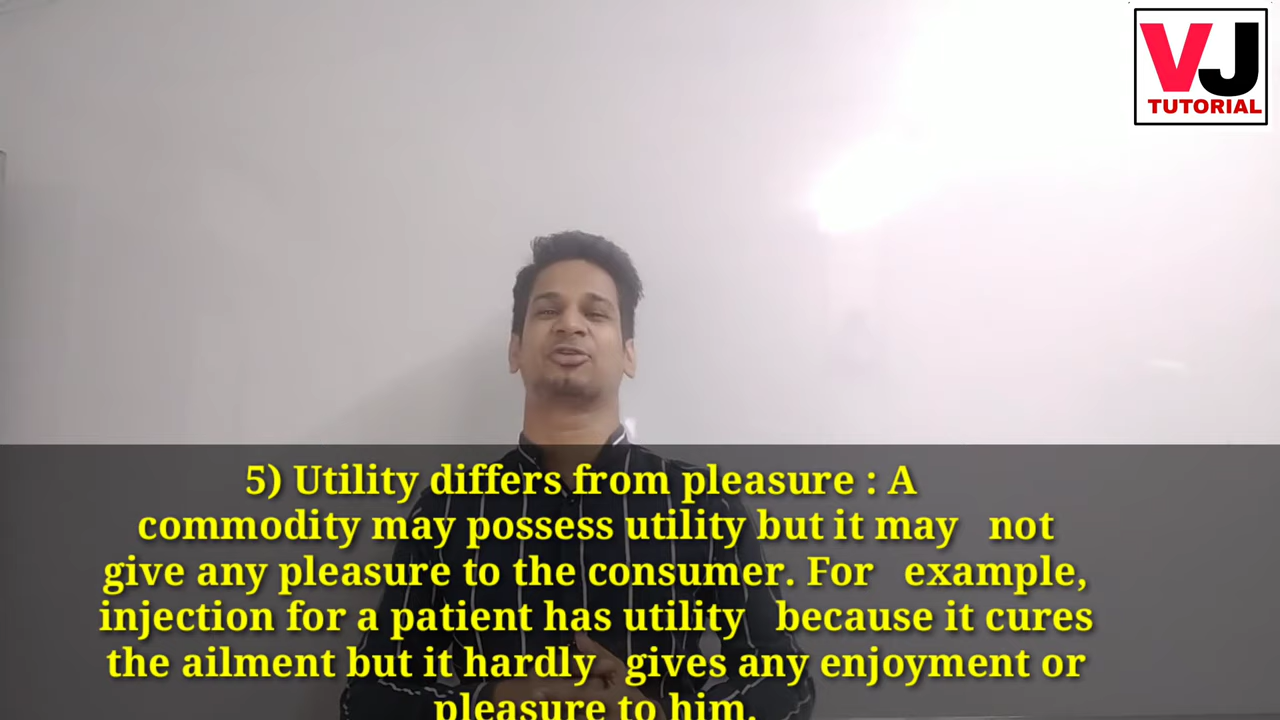 VJ
TUTORIAL
5) Utility differs from pleasure : A
commodity may possess utility but it may not
give any pleasure to the consumer. For example,
injection for a patient has utility because it cures
the ailment but it hardly gives any enjoyment or
pleasure to him.